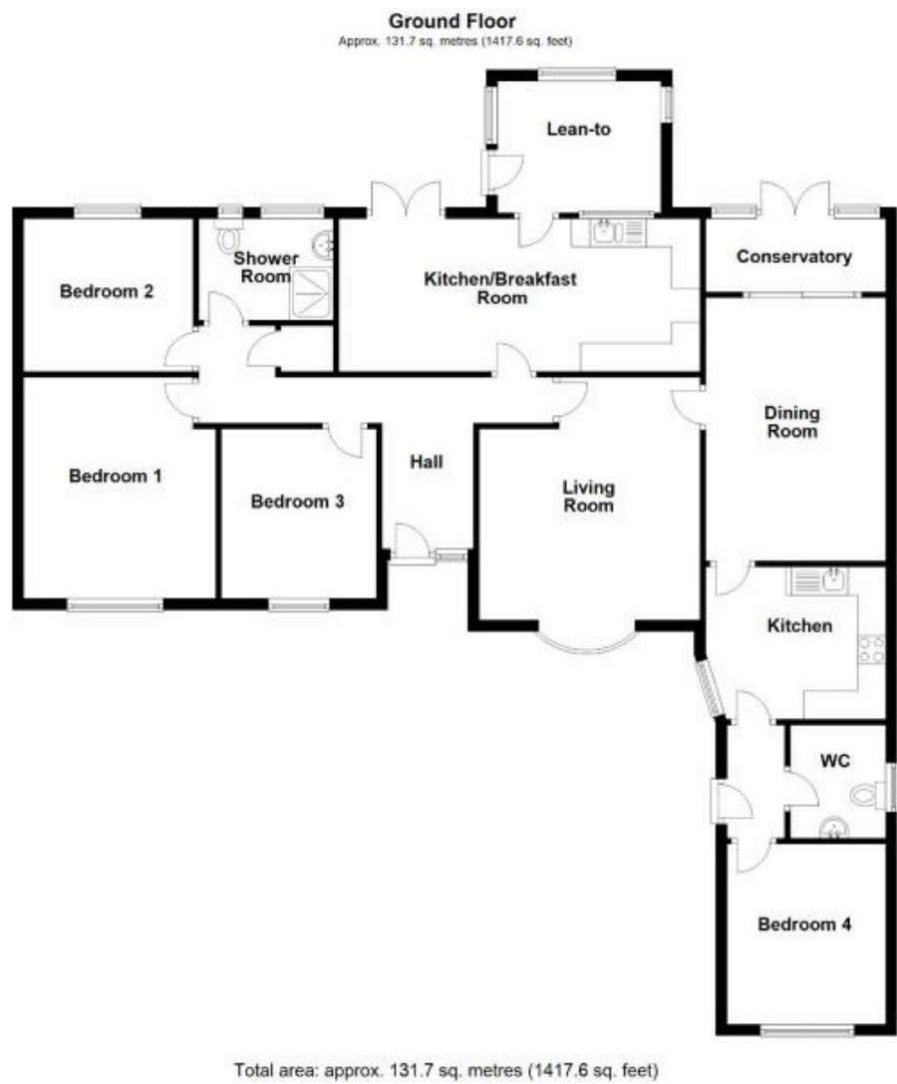 Ground Floor
Approx. 131.7 sq. metres (1417.6 sq. feet)
Lean-to
Bedroom 2
Shower
Room
Kitchen/Breakfast
Room
Conservatory
Bedroom 1
Bedroom 3
Hall
Living
Room
Dining
Room
Kitchen
WC
Bedroom 4
Total area: approx. 131.7 sq. metres (1417.6 sq. feet)